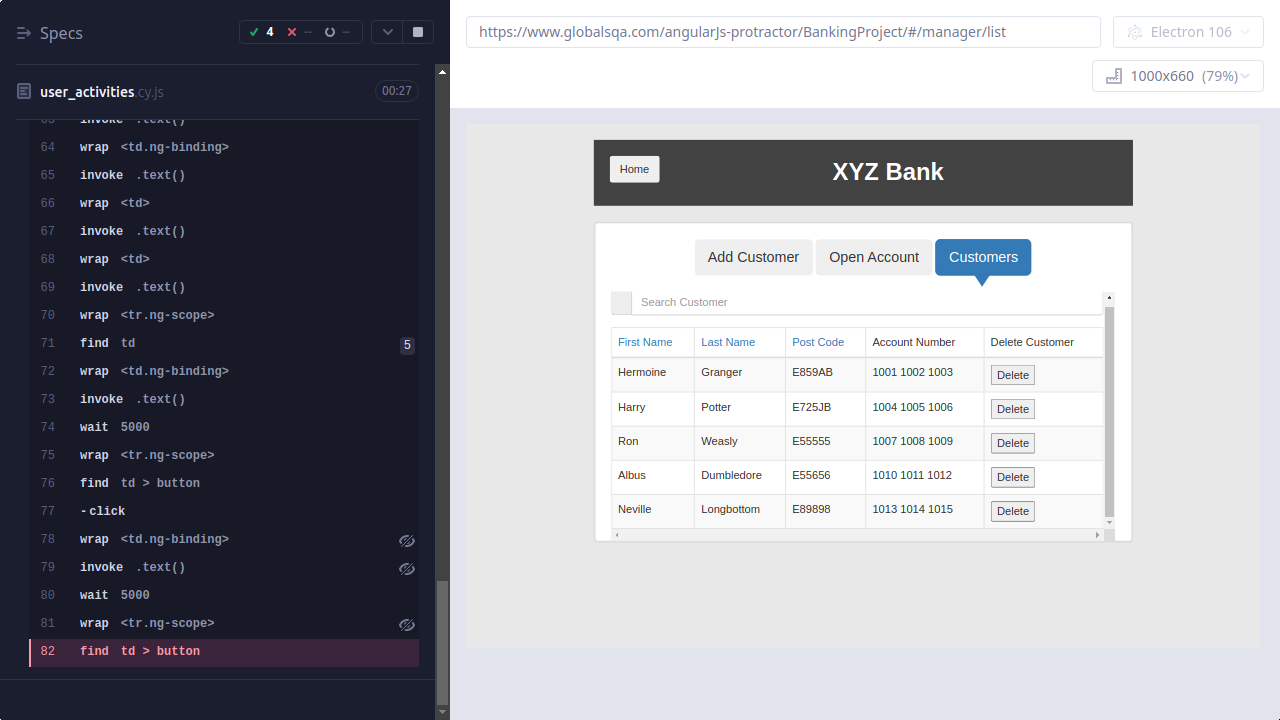 Specs
4
--
--
user_activities.cy.js
00:27
63 invoke .text()
64 wrap <td.ng-binding>
65 invoke .text()
66 wrap <td>
67 invoke .text()
68 wrap <td>
69 invoke .text()
70 wrap <tr.ng-scope>
71 find td 5
72 wrap <td.ng-binding>
73 invoke .text()
74 wait 5000
75 wrap <tr.ng-scope>
76 find td > button
77 -click
78 wrap <td.ng-binding>
79 invoke .text()
80 wait 5000
81 wrap <tr.ng-scope>
82 find td > button
https://www.globalsqa.com/angularJs-protractor/BankingProject/#/manager/list
Electron 106
1000x660 (79%)
Home
XYZ Bank
Add Customer
Open Account
Customers
Search Customer
First Name Last Name Post Code Account Number Delete Customer
Hermoine Granger E859AB 1001 1002 1003 Delete
Harry Potter E725JB 1004 1005 1006 Delete
Ron Weasly E55555 1007 1008 1009 Delete
Albus Dumbledore E55656 1010 1011 1012 Delete
Neville Longbottom E89898 1013 1014 1015 Delete